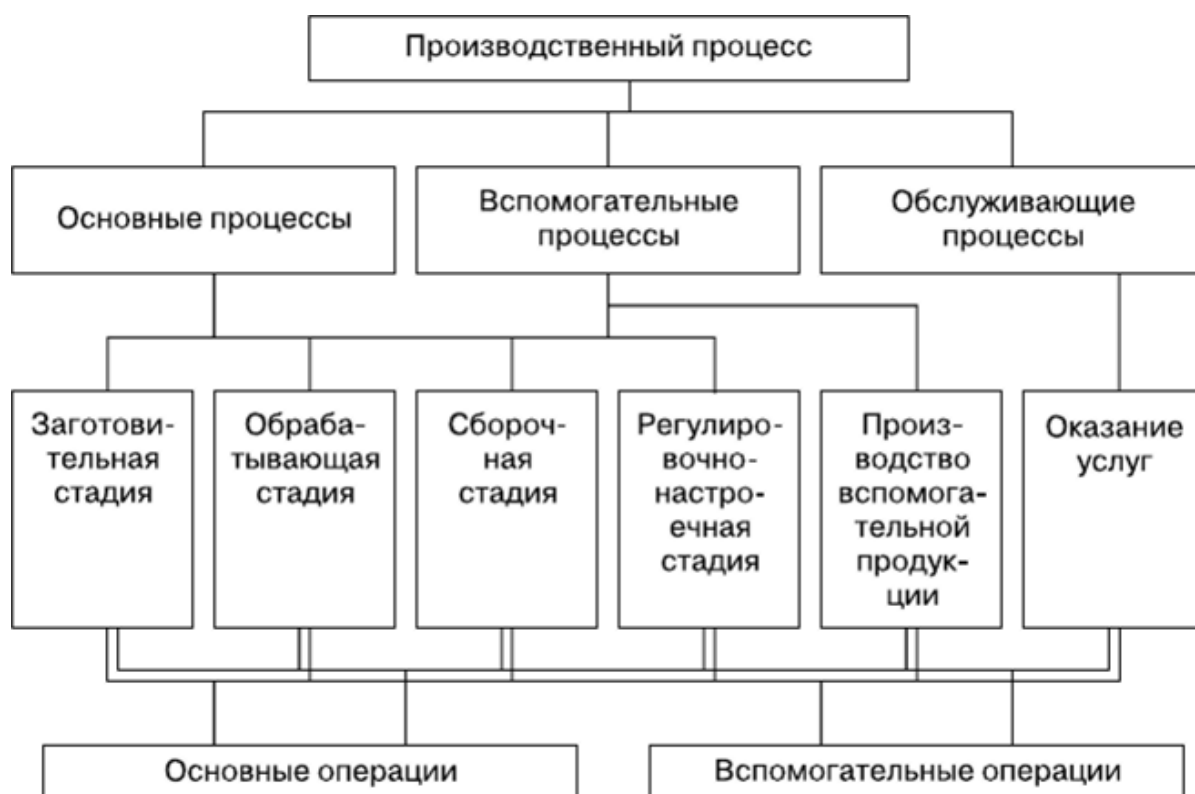 Производственный процесс
Основные процессы
Вспомогательные
процессы
Обслуживающие
процессы
Заготови-
тельная
стадия
Обраба-
тывающая
стадия
Сбороч-
ная
стадия
Регулиро-
вочно-
настро-
ечная
стадия
Произ-
водство
вспомога-
тельной
продук-
ции
Оказание
услуг
Основные операции
Вспомогательные операции